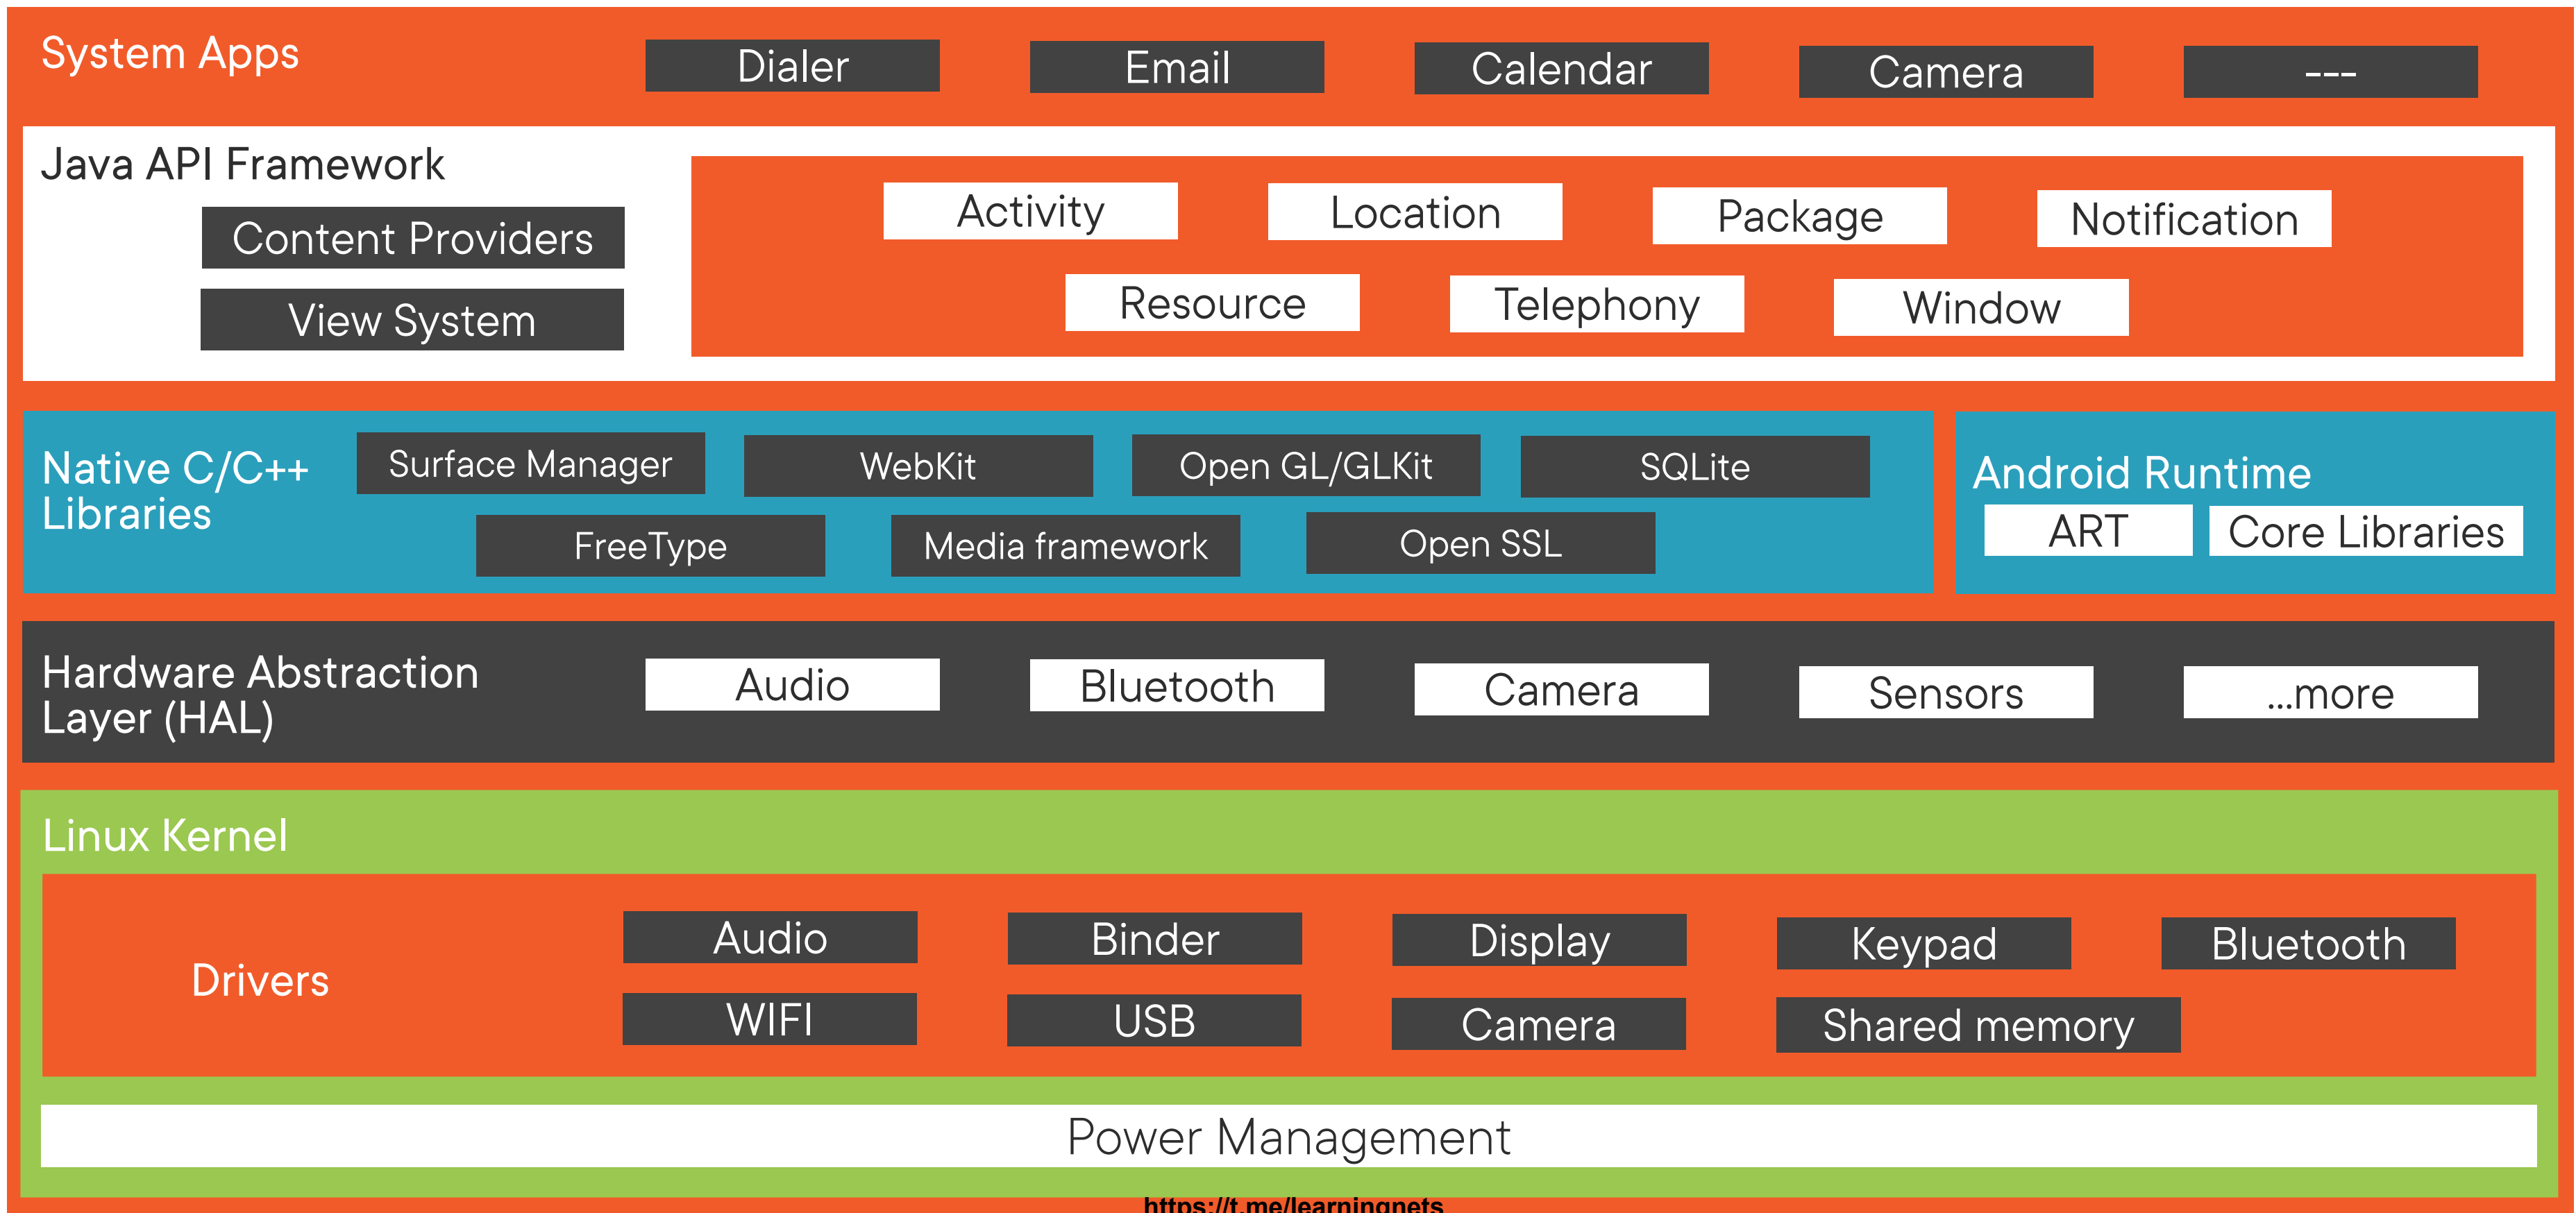 System Apps
Dialer
Email
Calendar
Camera
---
Java API Framework
Content Providers
View System
Activity
Location
Package
Notification
Resource
Telephony
Window
Native C/C++
Libraries
Surface Manager
WebKit
Open GL/GLKit
SQLite
FreeType
Media framework
Open SSL
Android Runtime
ART
Core Libraries
Hardware Abstraction
Layer (HAL)
Audio
Bluetooth
Camera
Sensors
...more
Linux Kernel
Drivers
Audio
Binder
Display
Keypad
Bluetooth
WIFI
USB
Camera
Shared memory
Power Management
https://t.me/learningnets